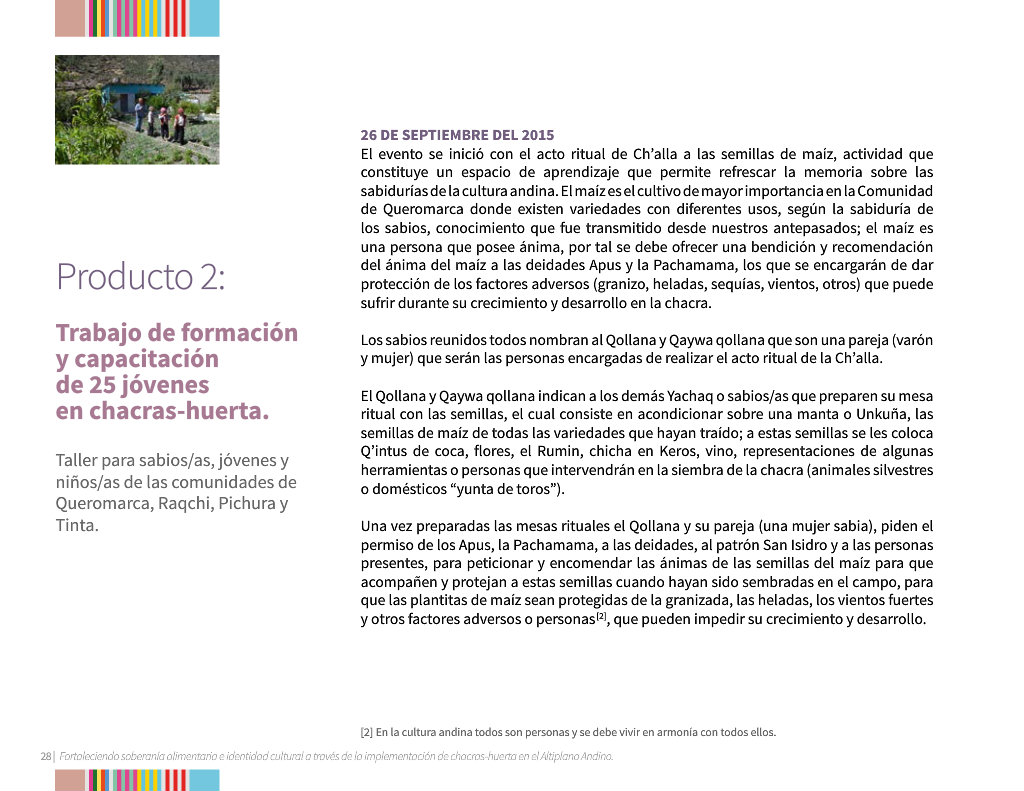 Producto 2:
Trabajo de formación
y capacitación
de 25 jóvenes
en chacras-huerta.
Taller para sabios/as, jóvenes y
niños/as de las comunidades de
Queromarca, Raqchi, Pichura y
Tinta.
26 DE SEPTIEMBRE DEL 2015
El evento se inició con el acto ritual de Ch’alla a las semillas de maíz, actividad que
constituye un espacio de aprendizaje que permite refrescar la memoria sobre las
sabidurías de la cultura andina. El maíz es el cultivo de mayor importancia en la Comunidad
de Queromarca donde existen variedades con diferentes usos, según la sabiduría de
los sabios, conocimiento que fue transmitido desde nuestros antepasados; el maíz es
una persona que posee ánima, por tal se debe ofrecer una bendición y recomendación
del ánima del maíz a las deidades Apus y la Pachamama, los que se encargarán de dar
protección de los factores adversos (granizo, heladas, sequías, vientos, otros) que puede
sufrir durante su crecimiento y desarrollo en la chacra.
Los sabios reunidos todos nombran al Qollana y Qaywa qollana que son una pareja (varón
y mujer) que serán las personas encargadas de realizar el acto ritual de la Ch’alla.
El Qollana y Qaywa qollana indican a los demás Yachaq o sabios/as que preparen su mesa
ritual con las semillas, el cual consiste en acondicionar sobre una manta o Unkuña, las
semillas de maíz de todas las variedades que hayan traído; a estas semillas se les coloca
Q’intus de coca, flores, el Rumin, chicha en Keros, vino, representaciones de algunas
herramientas o personas que intervendrán en la siembra de la chacra (animales silvestres
o domésticos “yunta de toros”).
Una vez preparadas las mesas rituales el Qollana y su pareja (una mujer sabia), piden el
permiso de los Apus, la Pachamama, a las deidades, al patrón San Isidro y a las personas
presentes, para peticionar y encomendar las ánimas de las semillas del maíz para que
acompañen y protejan a estas semillas cuando hayan sido sembradas en el campo, para
que las plantitas de maíz sean protegidas de la granizada, las heladas, los vientos fuertes
y otros factores adversos o personas[2], que pueden impedir su crecimiento y desarrollo.
[2] En la cultura andina todos son personas y se debe vivir en armonía con todos ellos.
28 | Fortaleciendo soberanía alimentaria e identidad cultural a través de la implementación de chacras-huerta en el Altiplano Andino.